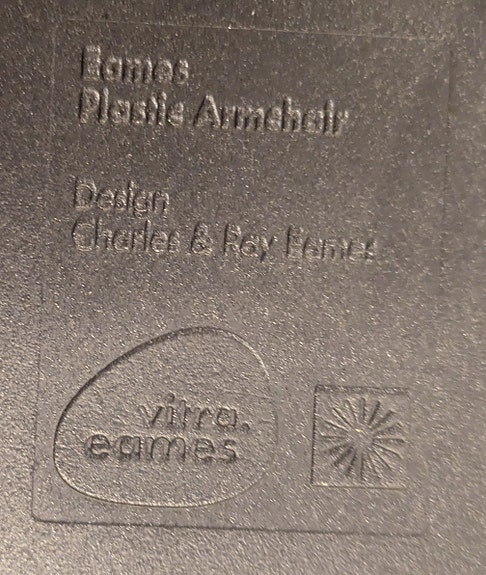 Eames
Plastic Armchair
Design
Charles & Ray Eames
vitra.
eames